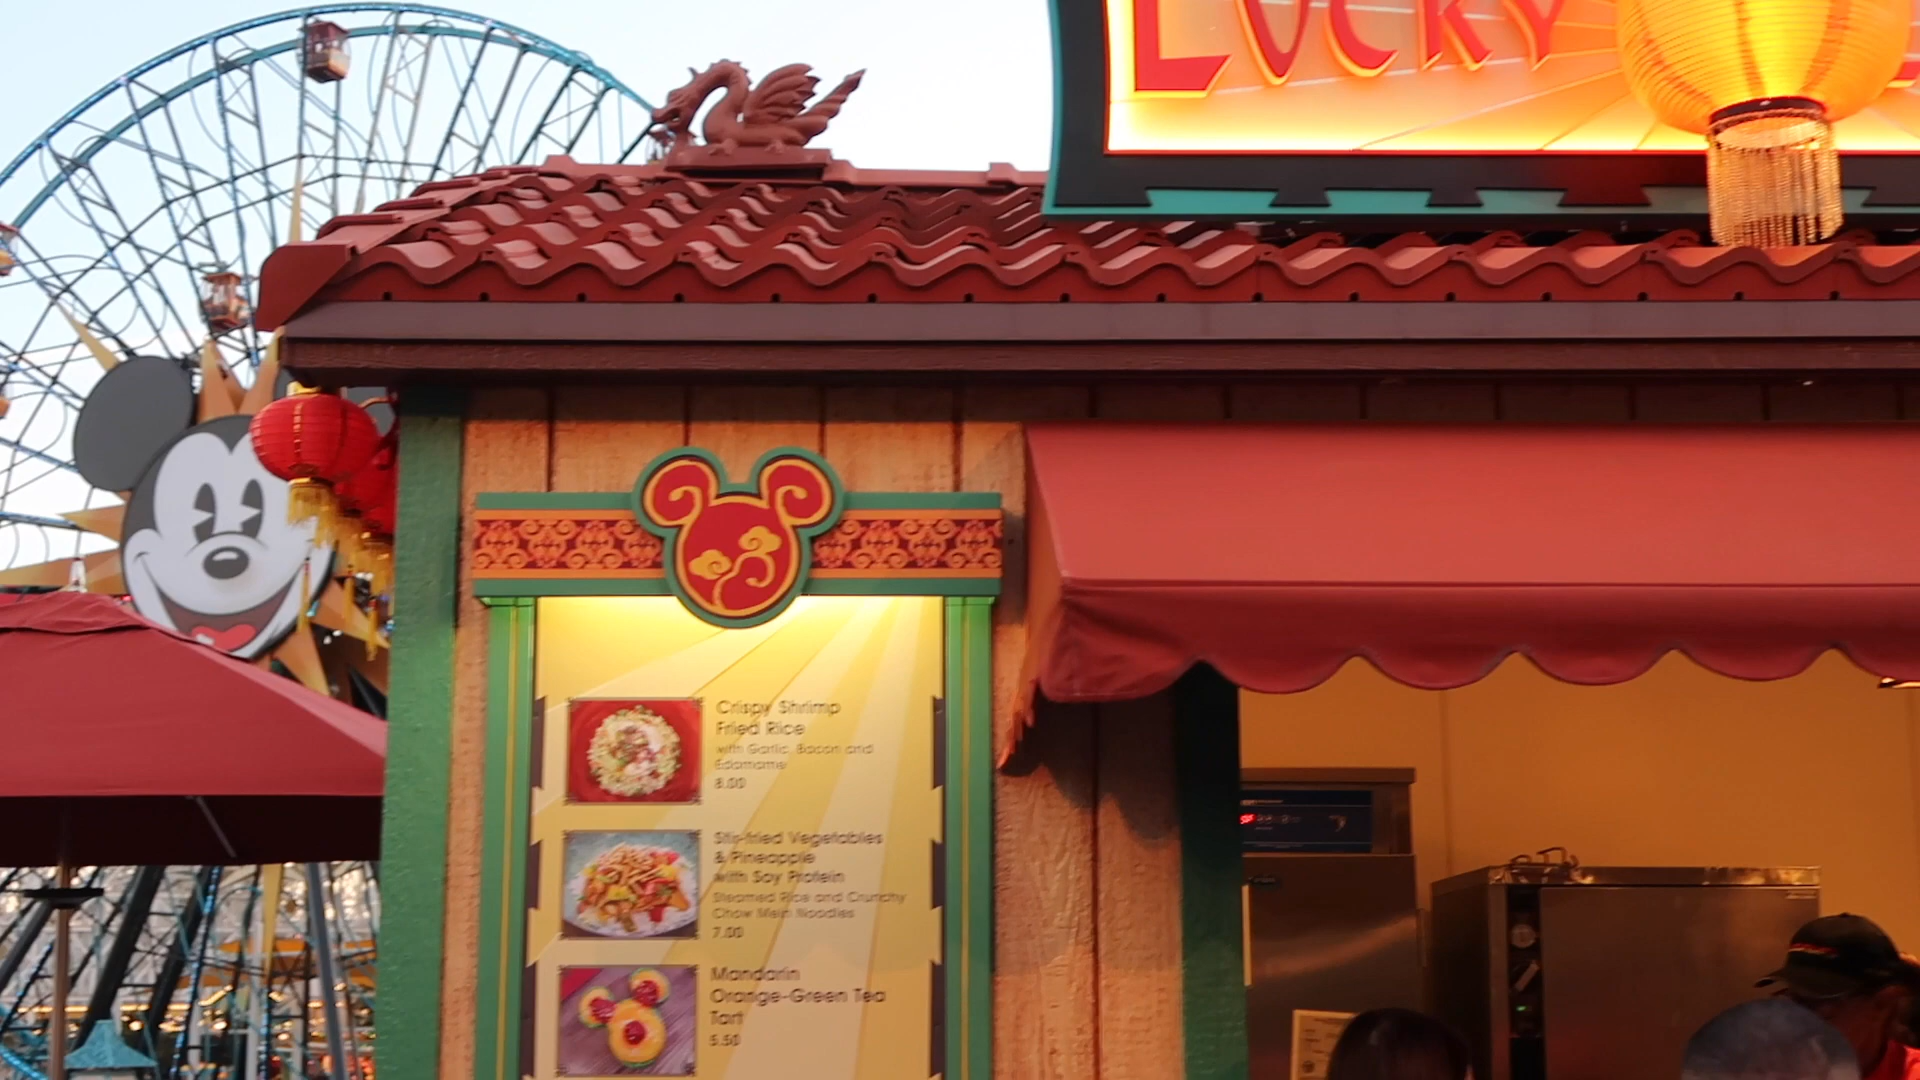 LUCKY
Crispy Shrimp
Fried Rice
with Garlic, Bacon and
Edamame
8.00
Stir-fried Vegetables
& Pineapple
with Soy Protein
Steamed Rice and Crunchy
Chow Mein Noodles
7.00
Mandarin
Orange-Green Tea
Tart
5.50